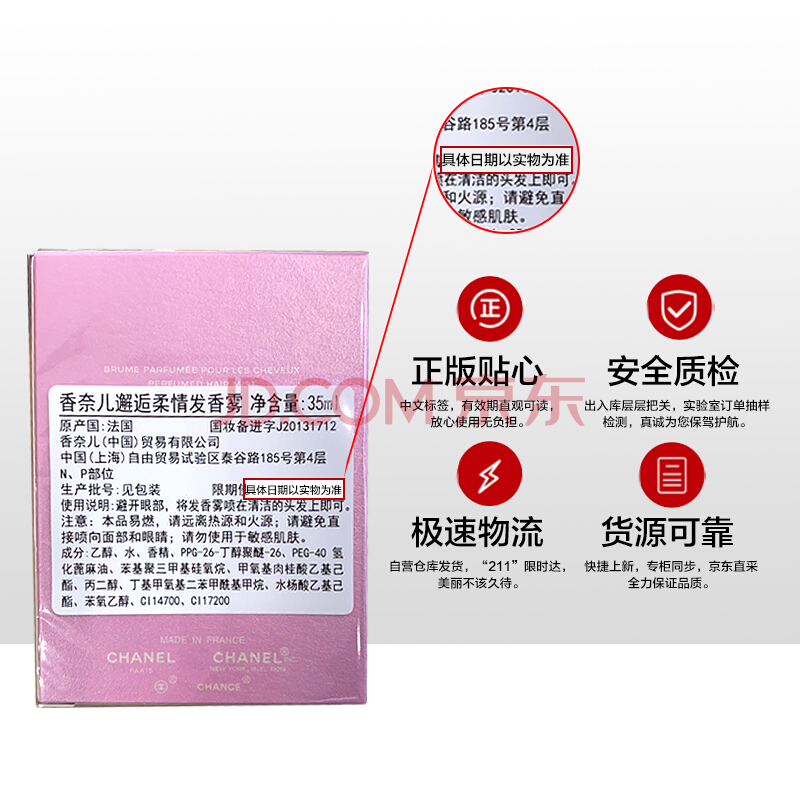 谷路185号第4层
具体日期以实物为准
在清洁的头发上即可。
和火源；请避免直
敏感肌肤。
BRUME PARFUMÉE POUR LES CHEVEUX
PERFUMED HAIR
JD.COM 京东
香奈儿邂逅柔情发香雾 净含量:35ml
原产国:法国 国妆备进字J20131712
香奈儿(中国)贸易有限公司
中国(上海)自由贸易试验区泰谷路185号第4层
N、P部位
生产批号:见包装 限期使 具体日期以实物为准
使用说明:避开眼部，将发香雾喷在清洁的头发上即可。
注意：本品易燃，请远离热源和火源；请避免直
接喷向面部和眼睛；请勿使用于敏感肌肤。
成分:乙醇、水、香精、PPG-26-丁醇聚醚-26、PEG-40 氢
化蓖麻油、苯基聚三甲基硅氧烷、甲氧基肉桂酸乙基己
酯、丙二醇、丁基甲氧基二苯甲酰基甲烷、水杨酸乙基己
酯、苯氧乙醇、CI14700、CI17200
MADE IN FRANCE
CHANEL CHANEL INC.
PARIS NEW YORK, N.Y. 10019
CHANCE
正
正版贴心
中文标签，有效期直观可读，
放心使用无负担。
安全质检
出入库层层把关，实验室订单抽样
检测，真诚为您保驾护航。
极速物流
自营仓库发货，“211”限时达，
美丽不该久待。
货源可靠
快捷上新，专柜同步，京东直采
全力保证品质。